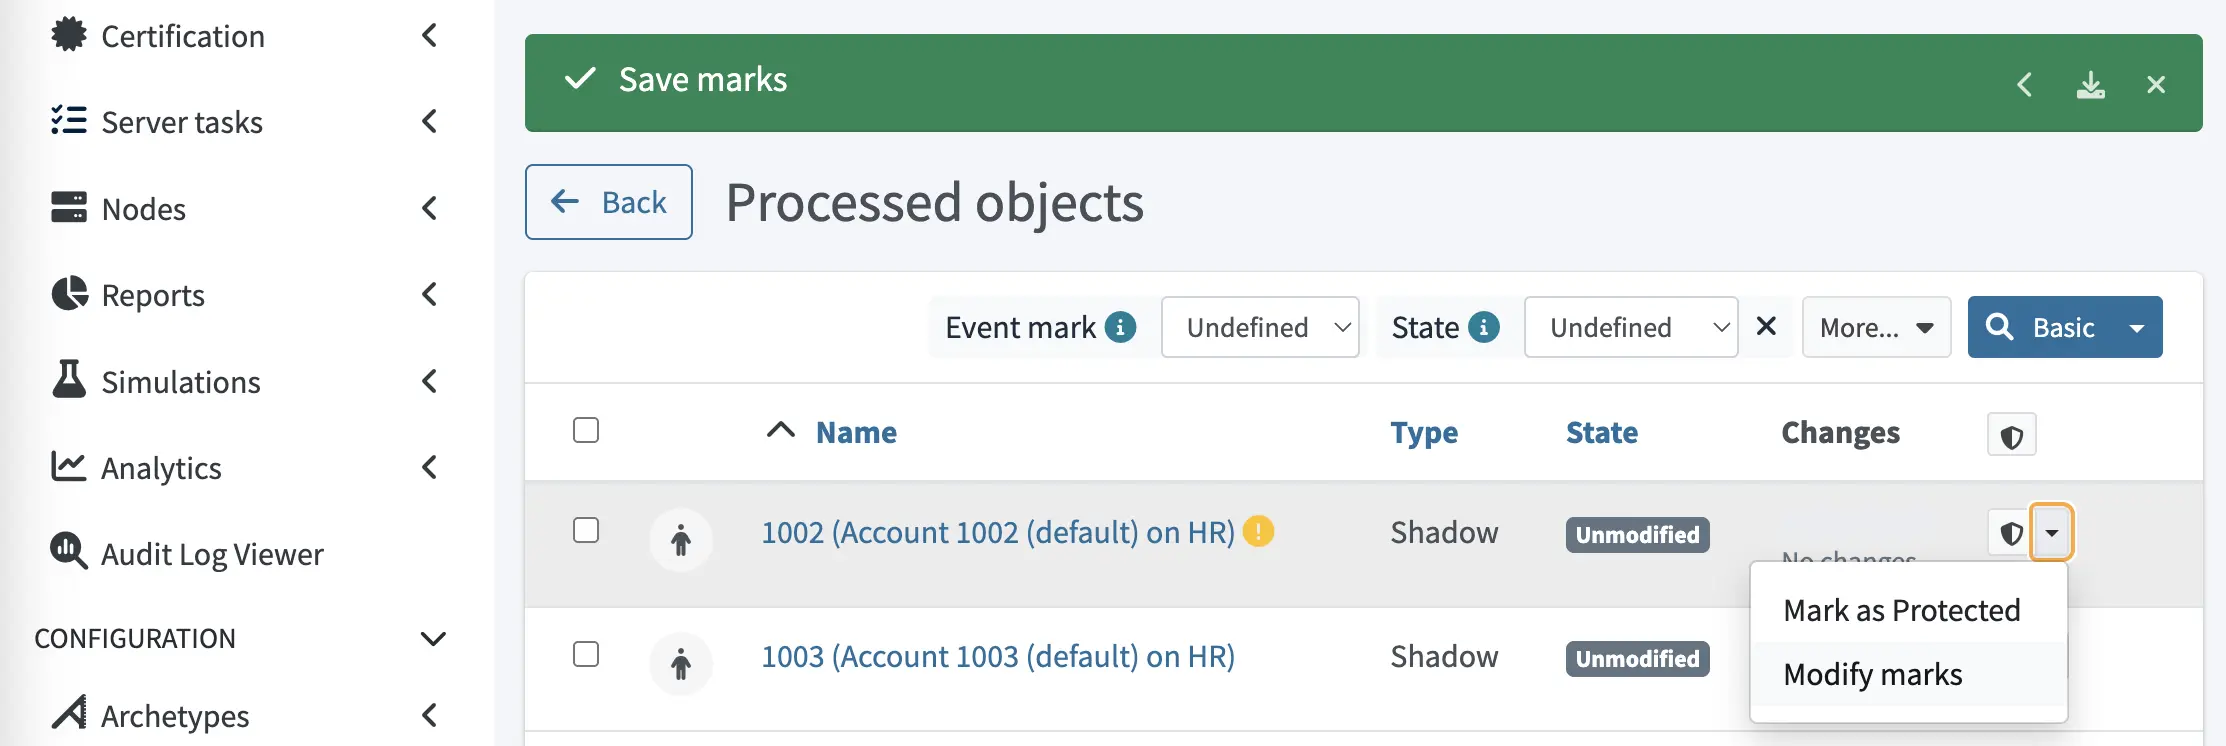 Certification
Server tasks
Nodes
Reports
Simulations
Analytics
Audit Log Viewer
CONFIGURATION
Archetypes
Save marks
Back
Processed objects
Event mark Undefined State Undefined More... Basic
Name Type State Changes
1002 (Account 1002 (default) on HR) Shadow Unmodified No changes
Mark as Protected
Modify marks
1003 (Account 1003 (default) on HR) Shadow Unmodified